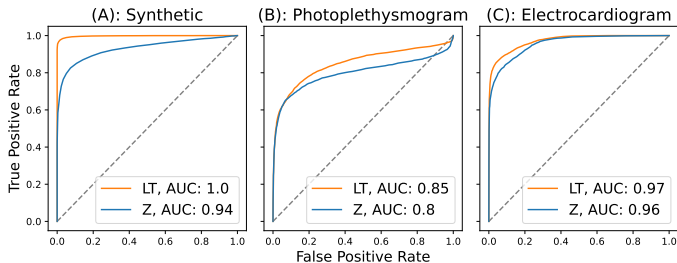 (A): Synthetic
(B): Photoplethysmogram
(C): Electrocardiogram
True Positive Rate
1.0
0.8
0.6
0.4
0.2
0.0
LT, AUC: 1.0
Z, AUC: 0.94
0.0 0.2 0.4 0.6 0.8 1.0
LT, AUC: 0.85
Z, AUC: 0.8
0.0 0.2 0.4 0.6 0.8 1.0
LT, AUC: 0.97
Z, AUC: 0.96
0.0 0.2 0.4 0.6 0.8 1.0
False Positive Rate